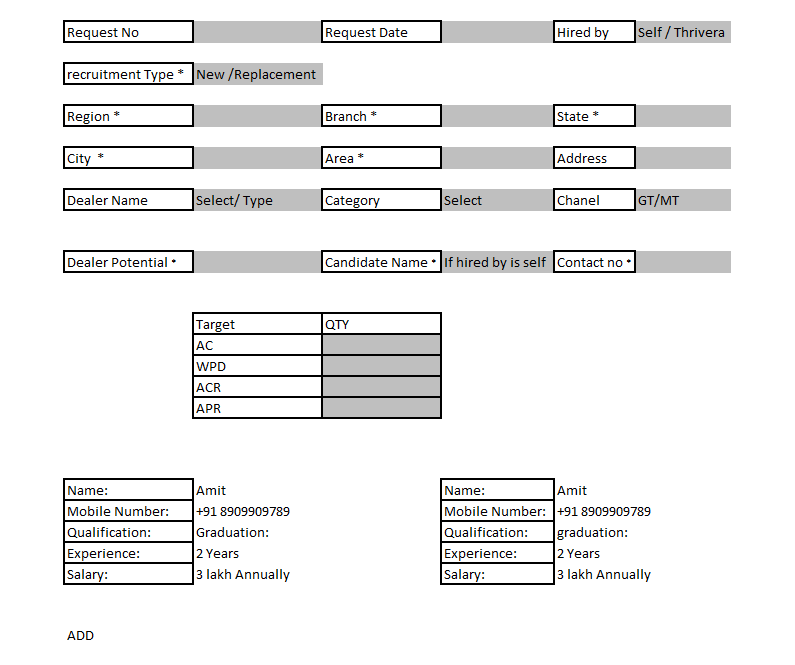 Request No Request Date Hired by Self / Thrivera
recruitment Type * New /Replacement
Region * Branch * State *
City * Area * Address
Dealer Name Select/ Type Category Select Chanel GT/MT
Dealer Potential * Candidate Name * If hired by is self Contact no *
Target QTY
AC
WPD
ACR
APR
Name: Amit Name: Amit
Mobile Number: +91 8909909789 Mobile Number: +91 8909909789
Qualification: Graduation: Qualification: graduation:
Experience: 2 Years Experience: 2 Years
Salary: 3 lakh Annually Salary: 3 lakh Annually
ADD